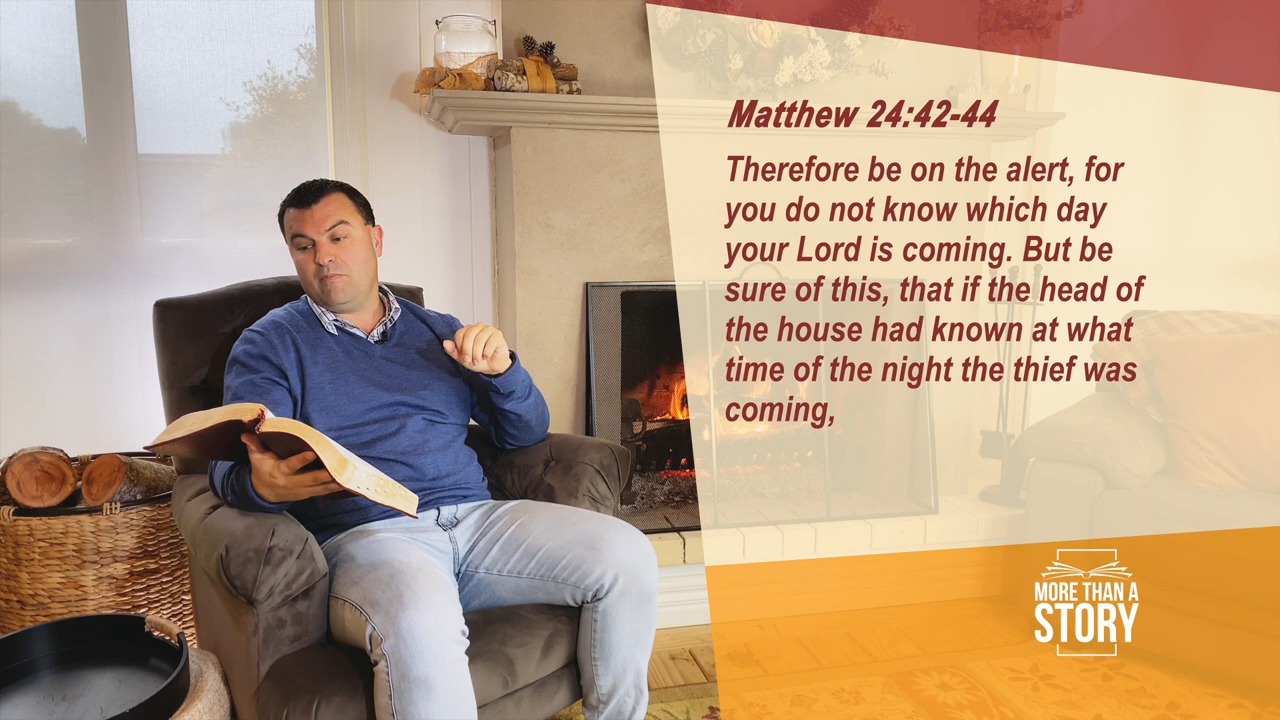 Matthew 24:42-44
Therefore be on the alert, for
you do not know which day
your Lord is coming. But be
sure of this, that if the head of
the house had known at what
time of the night the thief was
coming,
MORE THAN A
STORY